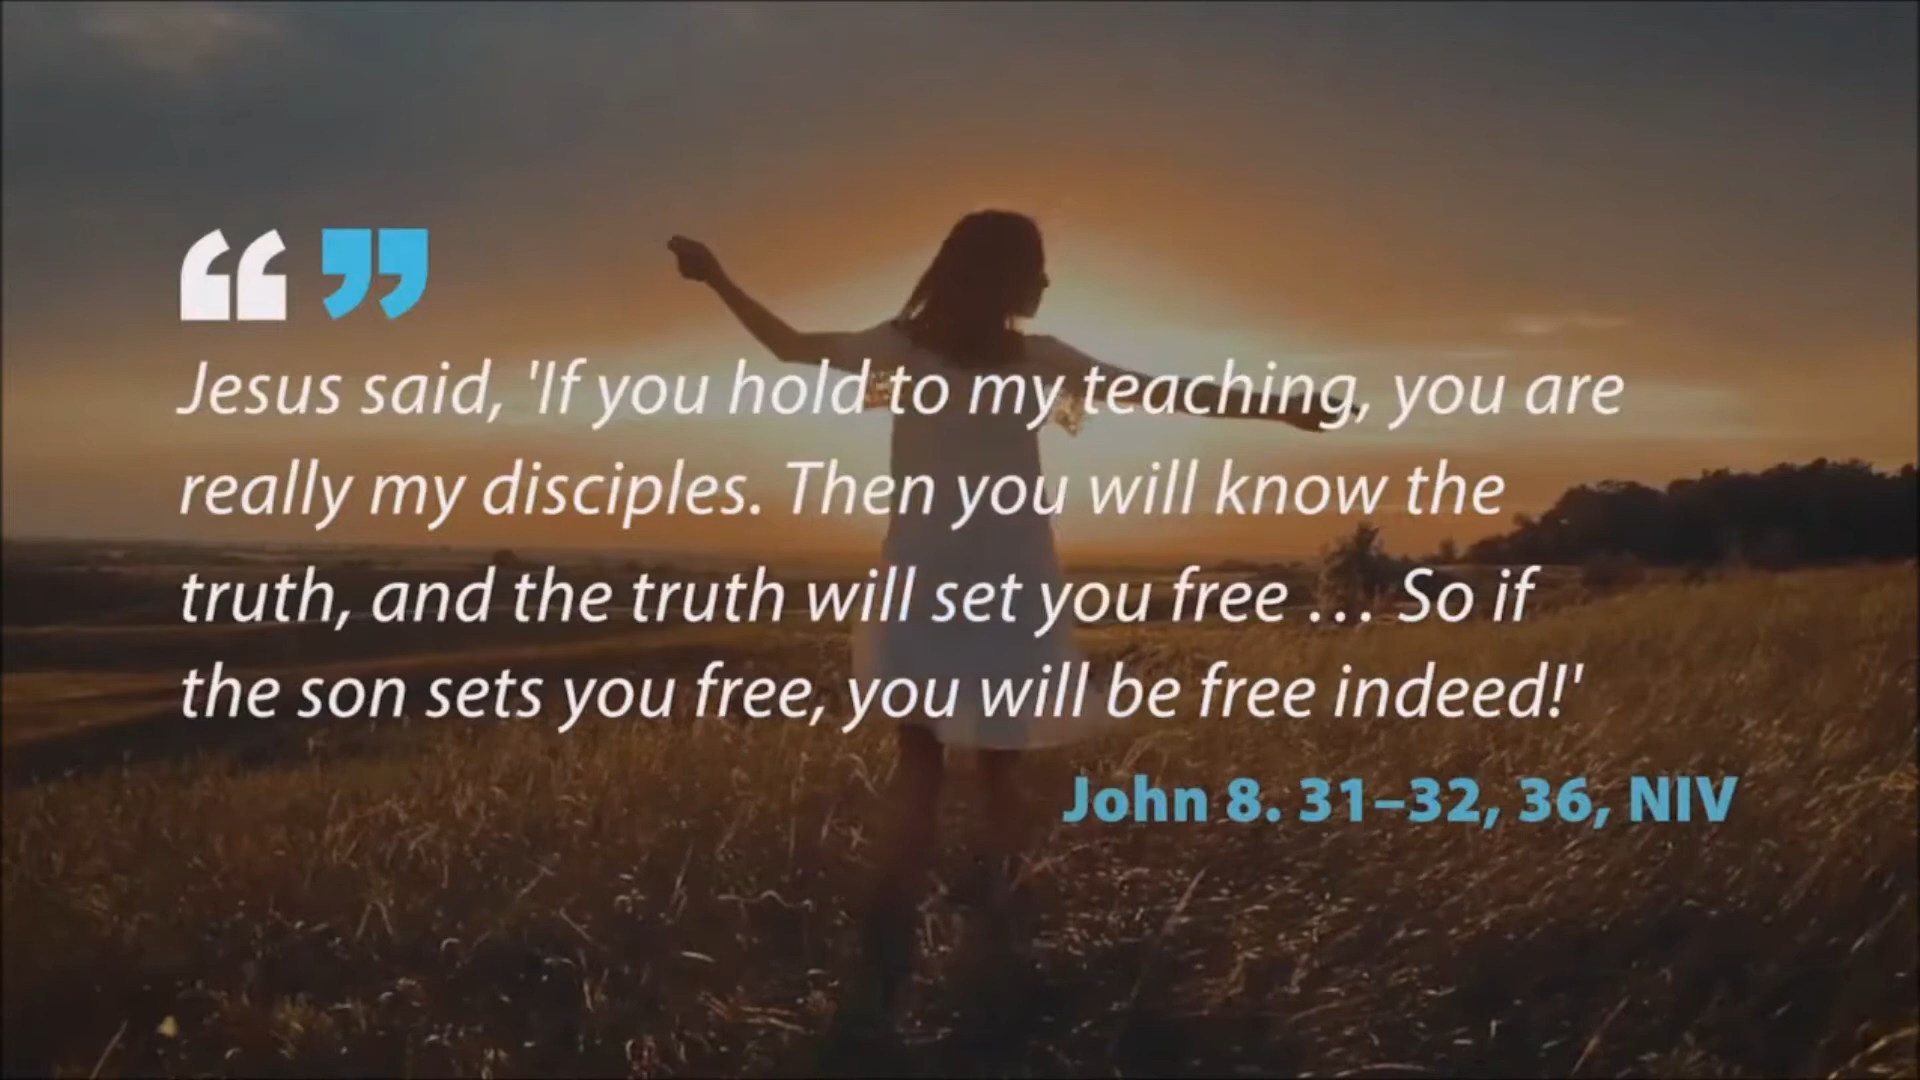 “ ”
Jesus said, 'If you hold to my teaching, you are
really my disciples. Then you will know the
truth, and the truth will set you free … So if
the son sets you free, you will be free indeed!'
John 8. 31–32, 36, NIV